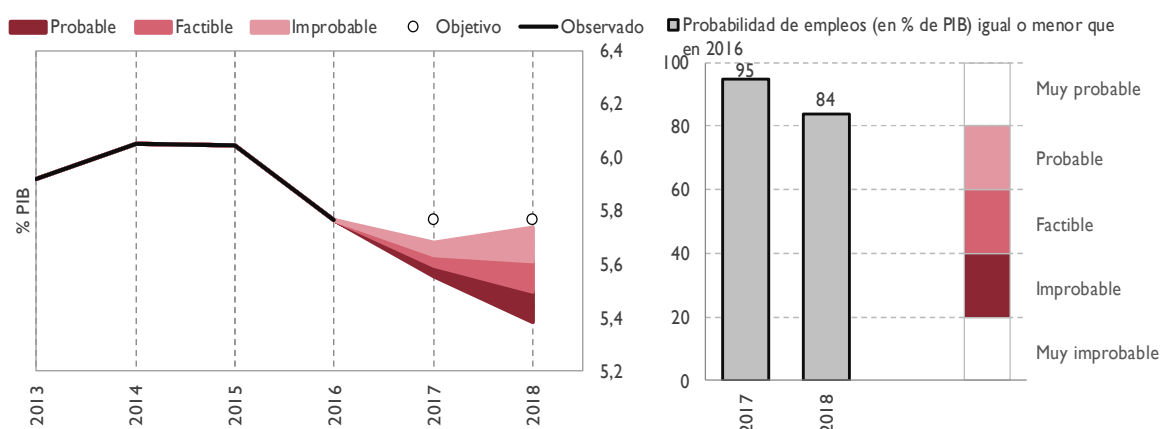 Probable Factible Improbable Objetivo Observado
6,4
6,2
6,0
5,8
5,6
5,4
5,2
% PIB
2013 2014 2015 2016 2017 2018
Probabilidad de empleos (en % de PIB) igual o menor que
en 2016
100
80
60
40
20
0
95
84
2017 2018
Muy probable
Probable
Factible
Improbable
Muy improbable